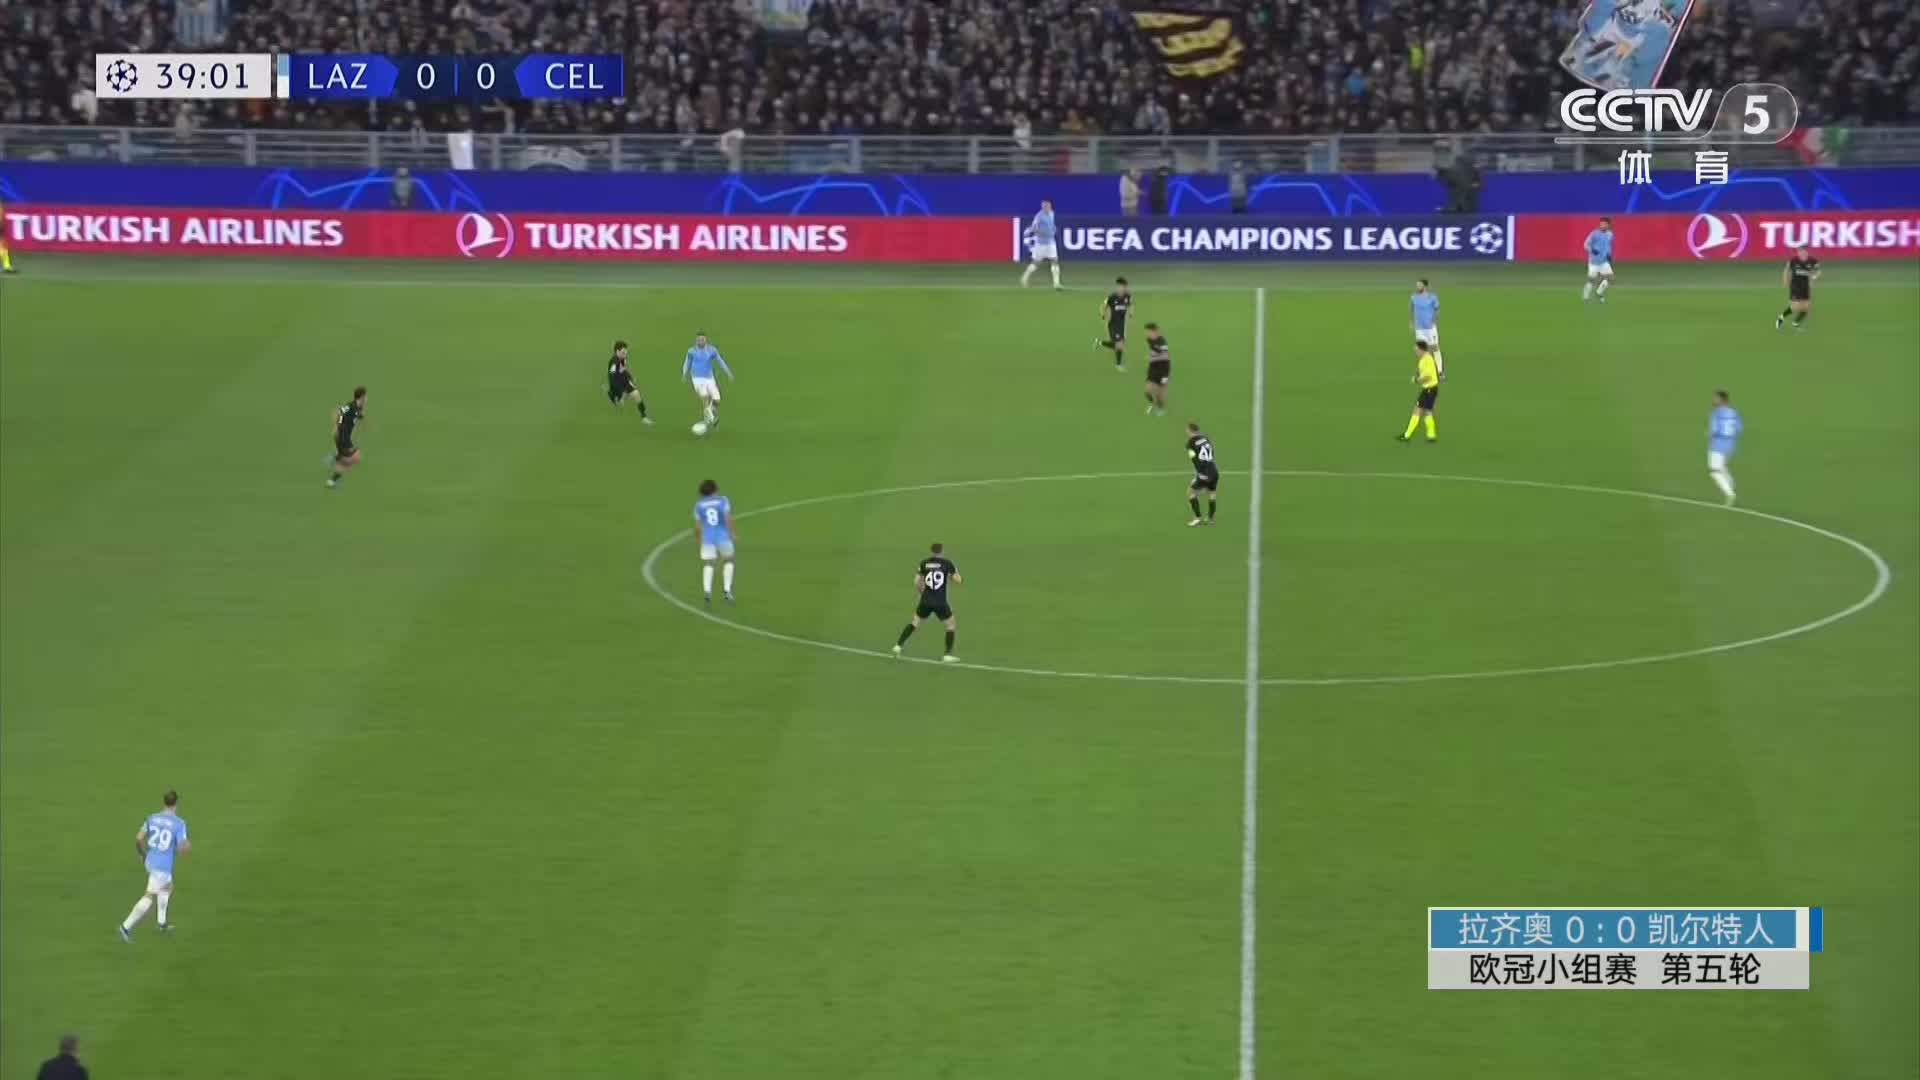 39:01 LAZ 0 0 CEL
CCTV 5
体育
TURKISH AIRLINES TURKISH AIRLINES UEFA CHAMPIONS LEAGUE TURKISH
47
8
49
29
拉齐奥 0 : 0 凯尔特人
欧冠小组赛 第五轮